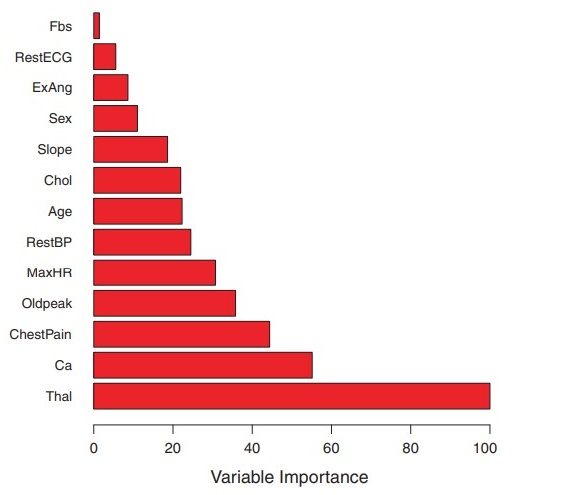 Fbs
RestECG
ExAng
Sex
Slope
Chol
Age
RestBP
MaxHR
Oldpeak
ChestPain
Ca
Thal
0 20 40 60 80 100
Variable Importance